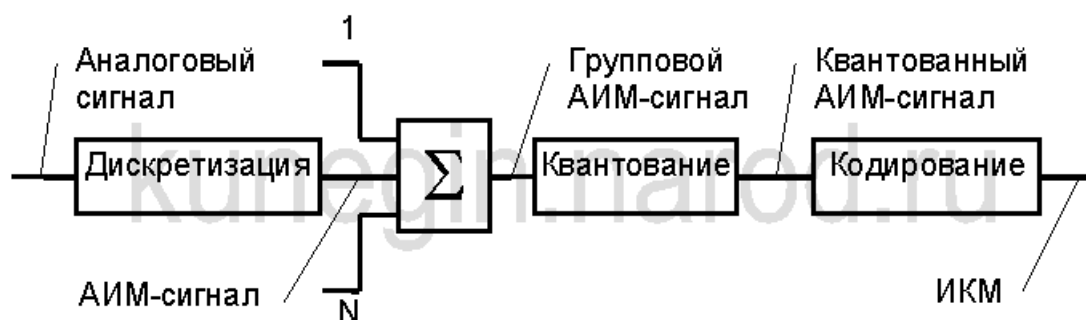 1
Аналоговый
сигнал
Групповой
АИМ-сигнал
Квантованный
АИМ-сигнал
Дискретизация
Σ
Квантование
Кодирование
kunegin.narod.ru
АИМ-сигнал
N
ИКМ